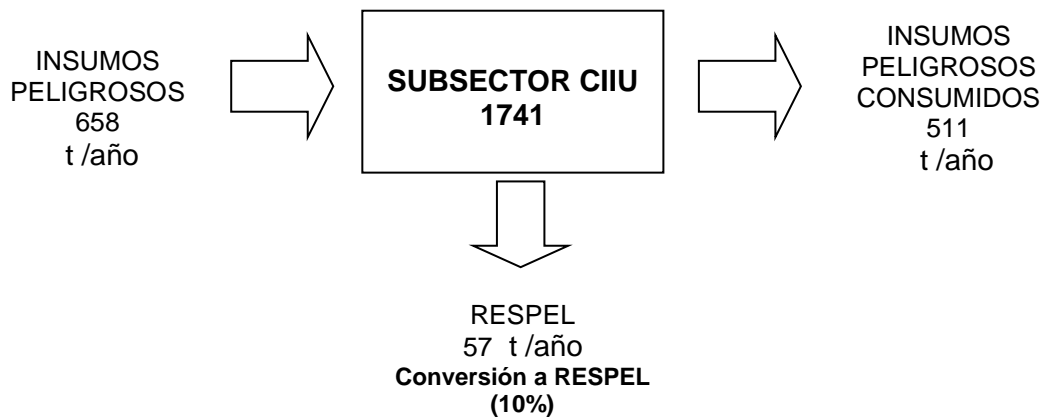 INSUMOS
PELIGROSOS
658
t /año
SUBSECTOR CIIU
1741
INSUMOS
PELIGROSOS
CONSUMIDOS
511
t /año
RESPEL
57 t /año
Conversión a RESPEL
(10%)